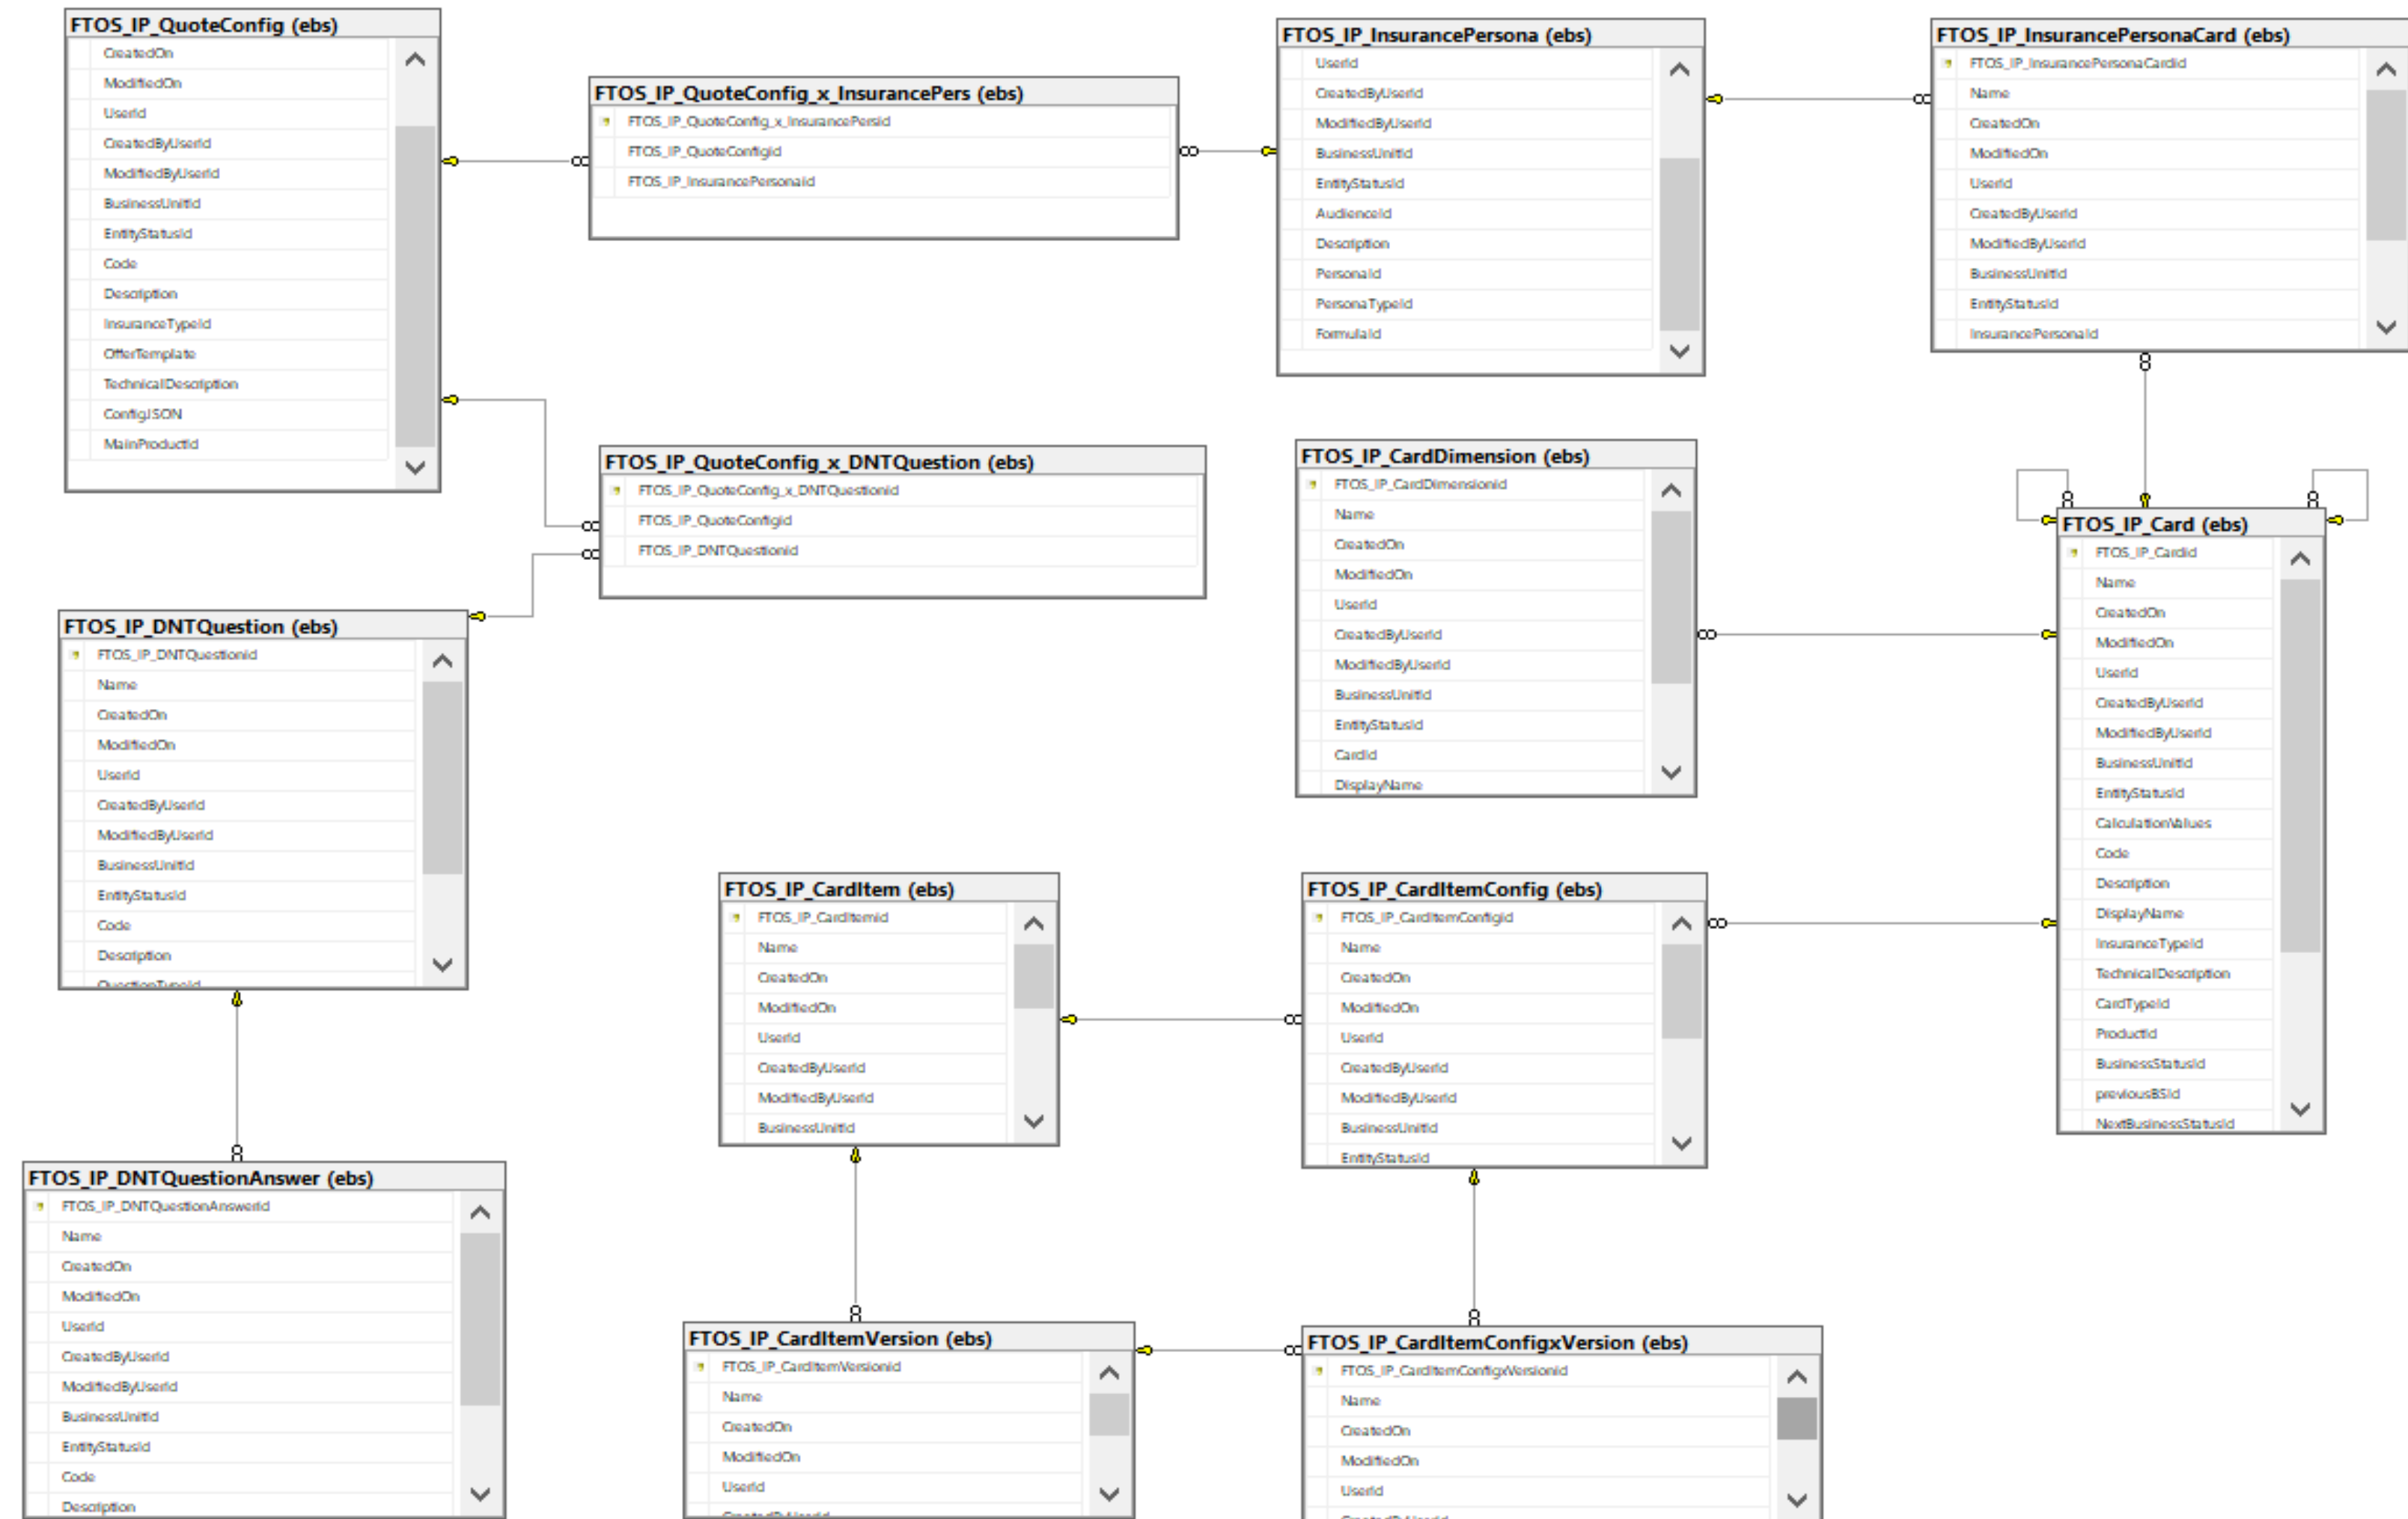 FTOS_IP_QuoteConfig (ebs)
CreatedOn
ModifiedOn
UserId
CreatedByUserId
ModifiedByUserId
BusinessUnitId
EntityStatusId
Code
Description
InsuranceTypeId
OfferTemplate
TechnicalDescription
ConfigJSON
MainProductId
FTOS_IP_QuoteConfig_x_InsurancePers (ebs)
FTOS_IP_QuoteConfig_x_InsurancePersid
FTOS_IP_QuoteConfigid
FTOS_IP_InsurancePersonaid
FTOS_IP_InsurancePersona (ebs)
UserId
CreatedByUserId
ModifiedByUserId
BusinessUnitId
EntityStatusId
AudienceId
Description
PersonaId
PersonaTypeId
FormulaId
FTOS_IP_InsurancePersonaCard (ebs)
FTOS_IP_InsurancePersonaCardid
Name
CreatedOn
ModifiedOn
UserId
CreatedByUserId
ModifiedByUserId
BusinessUnitId
EntityStatusId
InsurancePersonaId
FTOS_IP_QuoteConfig_x_DNTQuestion (ebs)
FTOS_IP_QuoteConfig_x_DNTQuestionid
FTOS_IP_QuoteConfigid
FTOS_IP_DNTQuestionid
FTOS_IP_CardDimension (ebs)
FTOS_IP_CardDimensionid
Name
CreatedOn
ModifiedOn
UserId
CreatedByUserId
ModifiedByUserId
BusinessUnitId
EntityStatusId
CardId
DisplayName
FTOS_IP_Card (ebs)
FTOS_IP_Cardid
Name
CreatedOn
ModifiedOn
UserId
CreatedByUserId
ModifiedByUserId
BusinessUnitId
EntityStatusId
CalculationValues
Code
Description
DisplayName
InsuranceTypeId
TechnicalDescription
CardTypeId
ProductId
BusinessStatusId
previousBSId
NextBusinessStatusId
FTOS_IP_DNTQuestion (ebs)
FTOS_IP_DNTQuestionid
Name
CreatedOn
ModifiedOn
UserId
CreatedByUserId
ModifiedByUserId
BusinessUnitId
EntityStatusId
Code
Description
QuestionTypeId
FTOS_IP_CardItem (ebs)
FTOS_IP_CardItemid
Name
CreatedOn
ModifiedOn
UserId
CreatedByUserId
ModifiedByUserId
BusinessUnitId
FTOS_IP_CardItemConfig (ebs)
FTOS_IP_CardItemConfigid
Name
CreatedOn
ModifiedOn
UserId
CreatedByUserId
ModifiedByUserId
BusinessUnitId
EntityStatusId
FTOS_IP_DNTQuestionAnswer (ebs)
FTOS_IP_DNTQuestionAnswerid
Name
CreatedOn
ModifiedOn
UserId
CreatedByUserId
ModifiedByUserId
BusinessUnitId
EntityStatusId
Code
Description
FTOS_IP_CardItemVersion (ebs)
FTOS_IP_CardItemVersionid
Name
CreatedOn
ModifiedOn
UserId
CreatedByUserId
FTOS_IP_CardItemConfigxVersion (ebs)
FTOS_IP_CardItemConfigxVersionid
Name
CreatedOn
ModifiedOn
UserId
CreatedByUserId